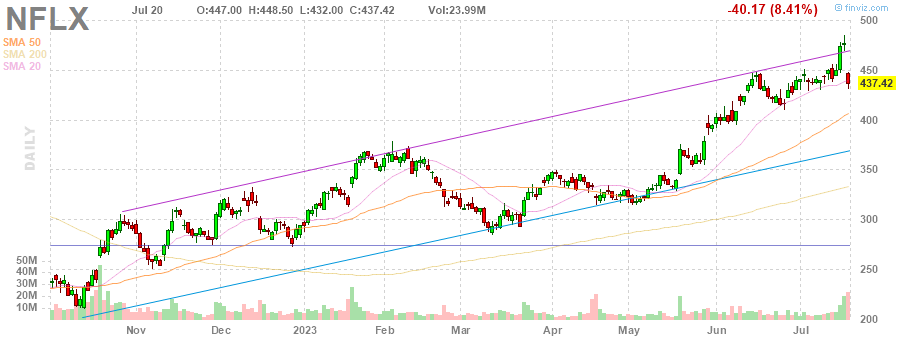 NFLX Jul 20 O:447.00 H:448.50 L:432.00 C:437.42 Vol:23.99M -40.17 (8.41%) © finviz.com
SMA 50
SMA 200
SMA 20
DAILY
500
450
437.42
400
350
300
250
200
50M
40M
30M
20M
10M
Nov Dec 2023 Feb Mar Apr May Jun Jul